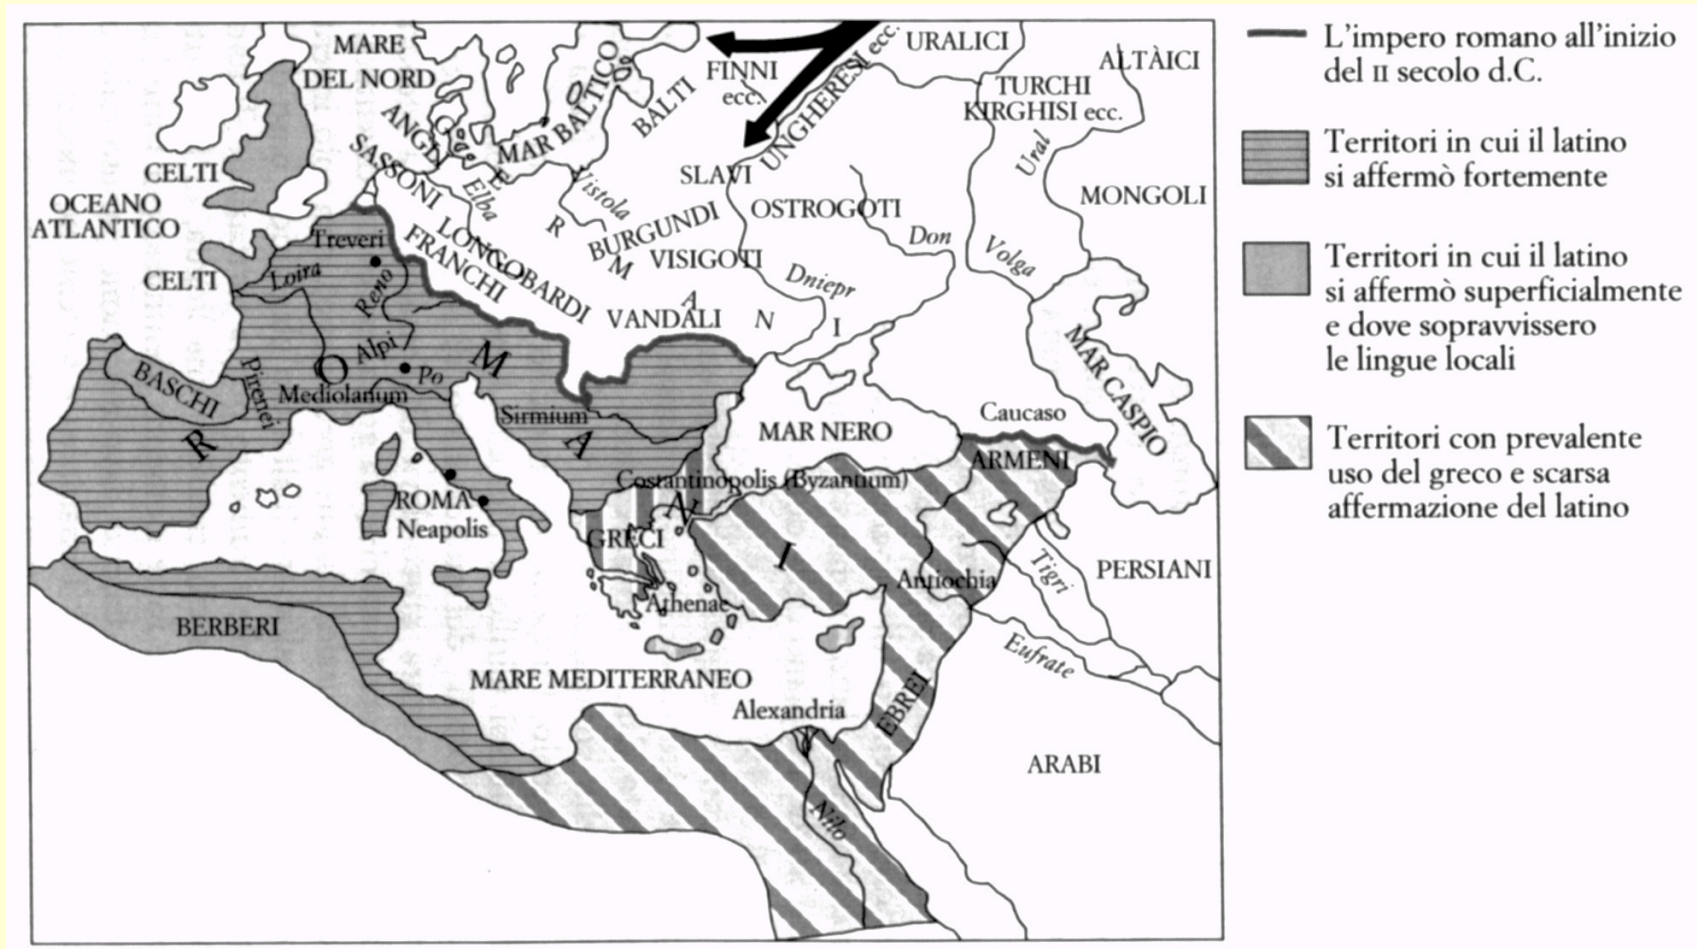 MARE
DEL NORD
FINNI
ecc.
UNGHERESI ecc.
URALICI
ALTÀICI
TURCHI
KIRGHISI ecc.
MAR BALTICO
BALTI
ANGLI
SASSONI
CELTI
OCEANO
ATLANTICO
Elba
Vistola
SLAVI
Ural
MONGOLI
BURGUNDI
OSTROGOTI
Don
Volga
LONGOBARDI
FRANCHI
VISIGOTI
Dniepr
VANDALI
G E R M A N I
Treveri
CELTI
Loira
Reno
Alpi
Po
BASCHI
Pirenei
Mediolanum
Sirmium
R O M A N I
MAR NERO
Caucaso
MAR CASPIO
ARMENI
Costantinopolis (Byzantium)
ROMA
Neapolis
GRECI
Athenae
Antiochia
Tigri
PERSIANI
BERBERI
Eufrate
MARE MEDITERRANEO
Alexandria
EBREI
ARABI
Nilo
L'impero romano all'inizio
del II secolo d.C.
Territori in cui il latino
si affermò fortemente
Territori in cui il latino
si affermò superficialmente
e dove sopravvissero
le lingue locali
Territori con prevalente
uso del greco e scarsa
affermazione del latino